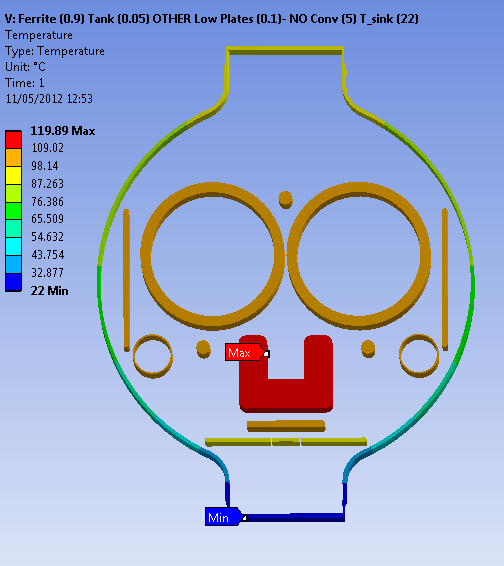 V: Ferrite (0.9) Tank (0.05) OTHER Low Plates (0.1)- NO Conv (5) T_sink (22)
Temperature
Type: Temperature
Unit: °C
Time: 1
11/05/2012 12:53
119.89 Max
109.02
98.14
87.263
76.386
65.509
54.632
43.754
32.877
22 Min
Max
Min